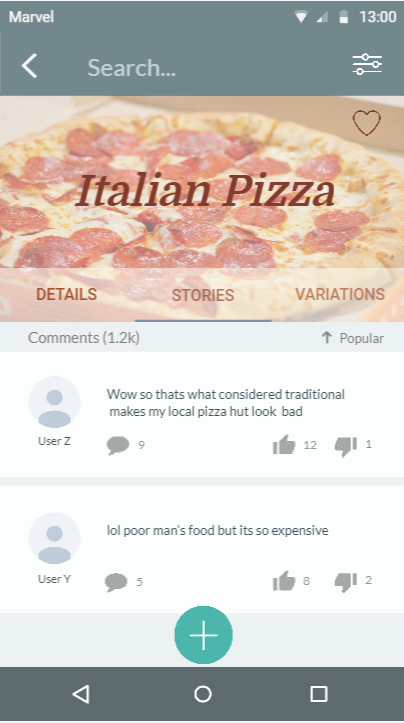 Marvel 13:00
Search...
Italian Pizza
DETAILS STORIES VARIATIONS
Comments (1.2k) Popular
Wow so thats what considered traditional
makes my local pizza hut look bad
User Z 9 12 1
lol poor man's food but its so expensive
User Y 5 8 2